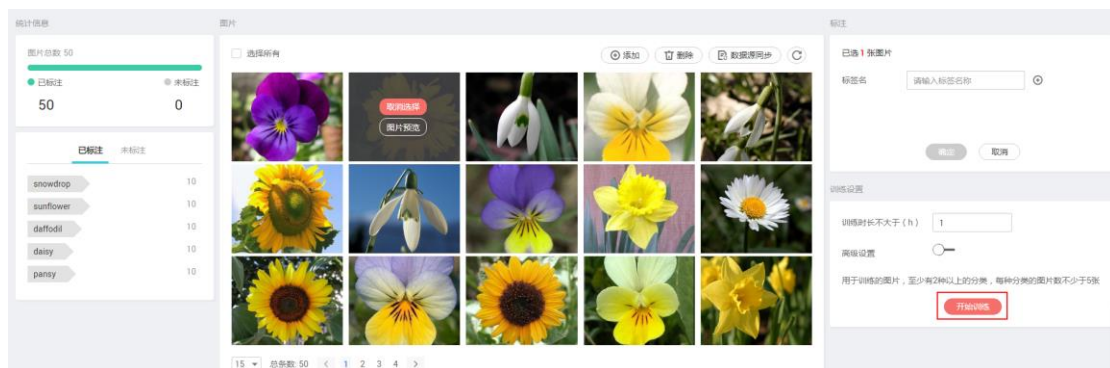 统计信息
图片总数 50
已标注 未标注
50 0
已标注 未标注
snowdrop 10
sunflower 10
daffodil 10
daisy 10
pansy 10
图片
选择所有 添加 删除 数据源同步
取消选择
图片预览
15 总条数 50 < 1 2 3 4 >
标注
已选 1 张图片
标签名 请输入标签名称
确定 取消
训练设置
训练时长不大于（h） 1
高级设置
用于训练的图片，至少有2种以上的分类，每种分类的图片数不少于5张
开始训练